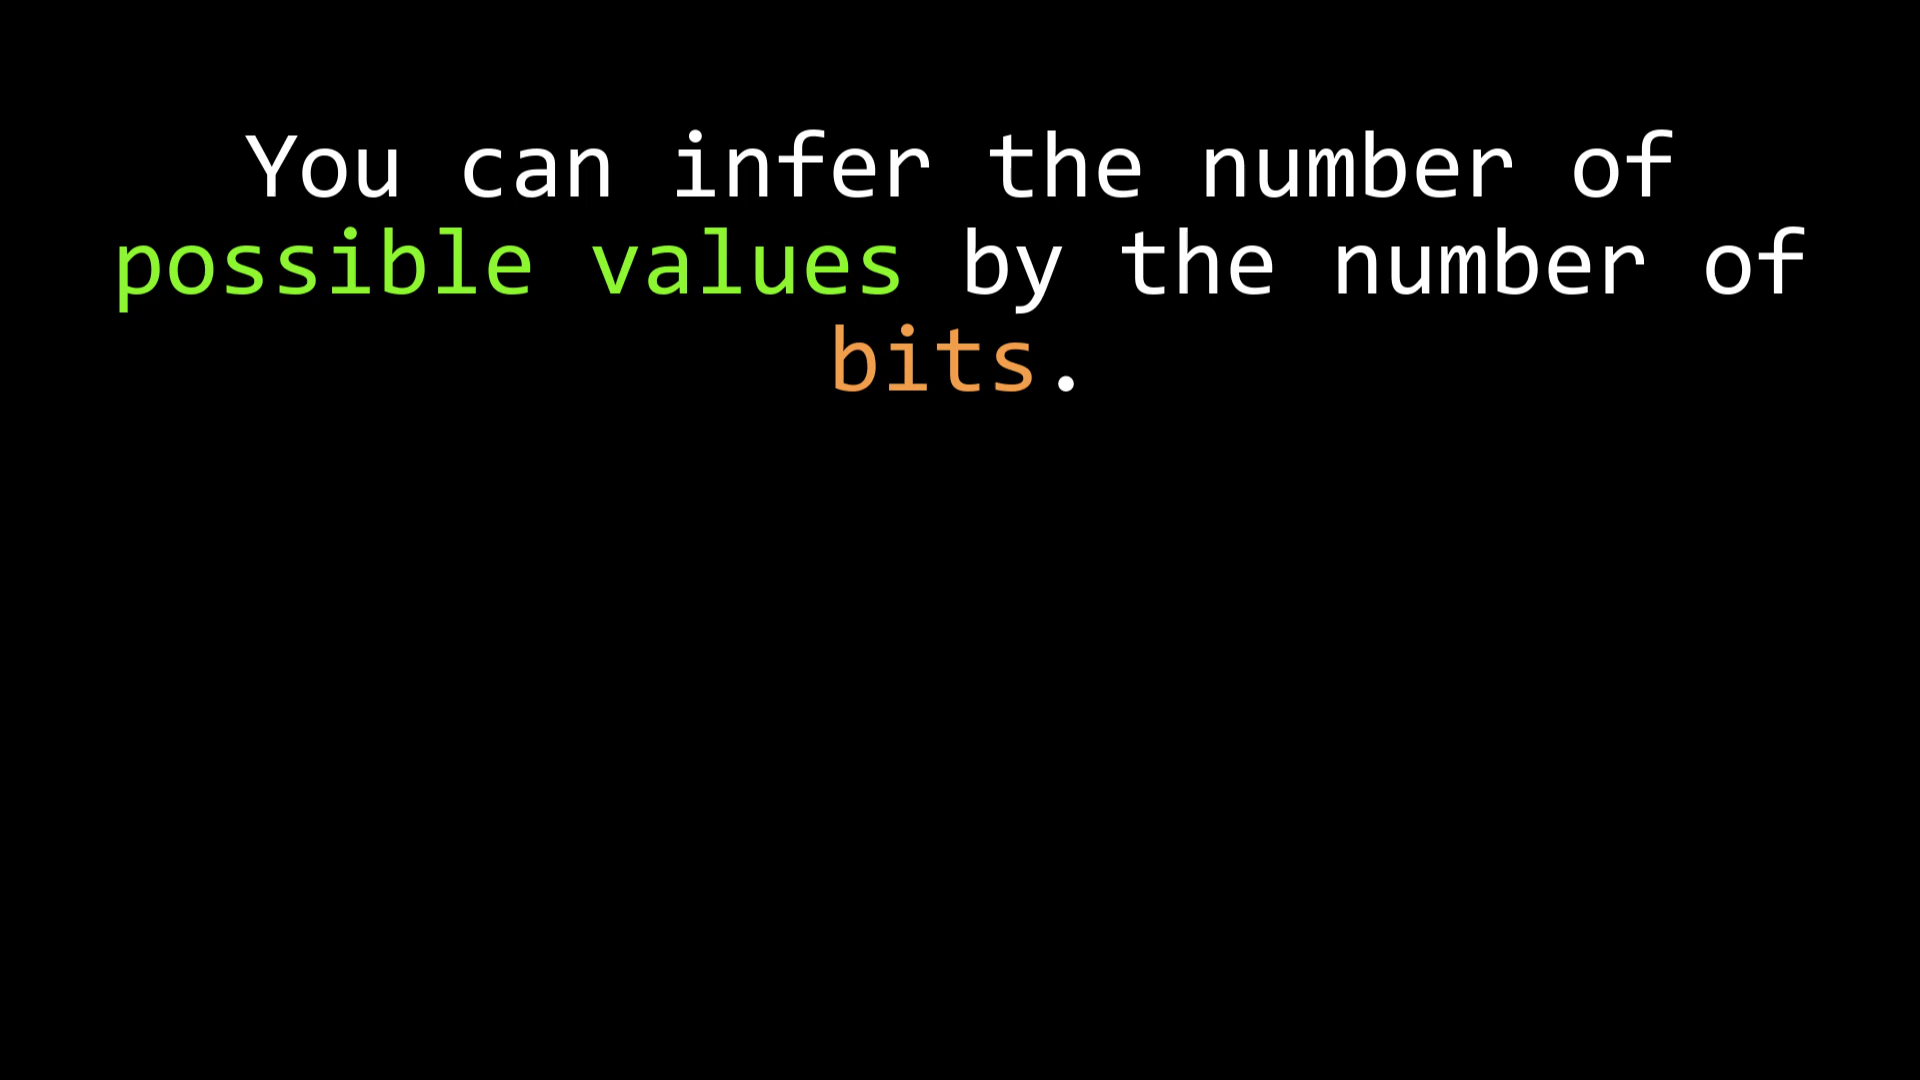 You can infer the number of
possible values by the number of
bits.